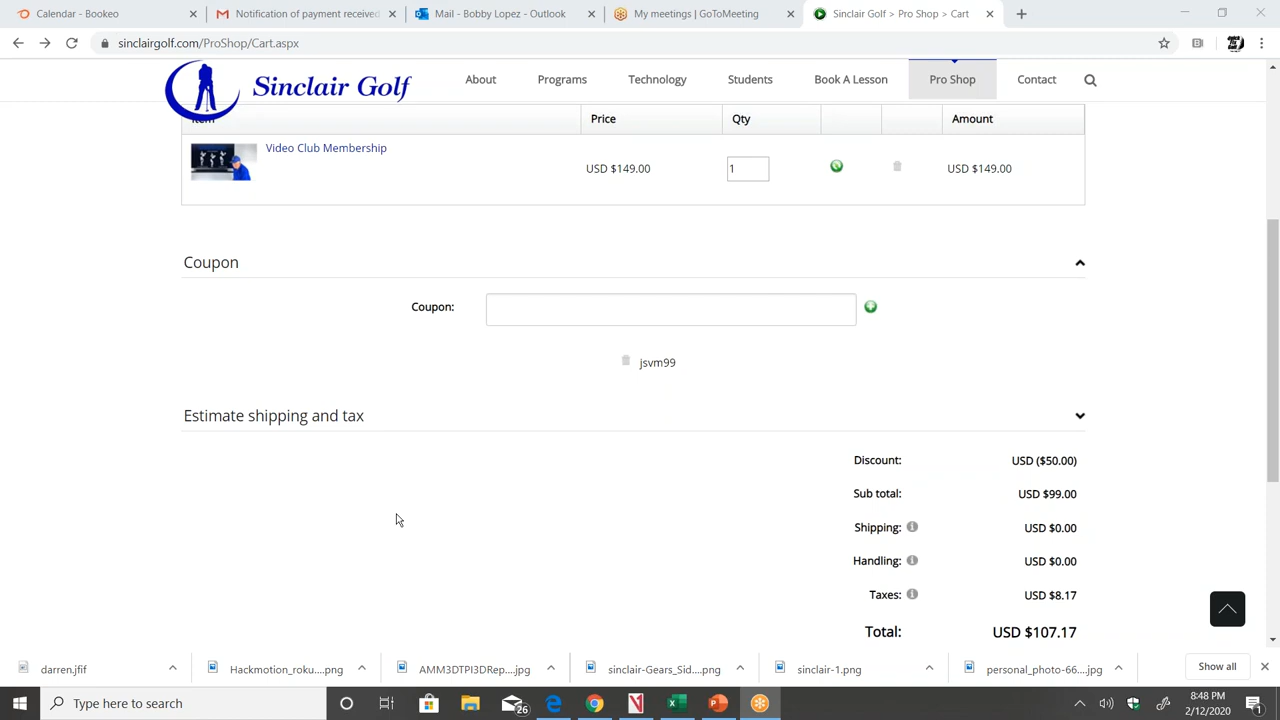 Calendar - Bookeo
Notification of payment received
Mail - Bobby Lopez - Outlook
My meetings | GoToMeeting
Sinclair Golf > Pro Shop > Cart
sinclairgolf.com/ProShop/Cart.aspx
Sinclair Golf
About
Programs
Technology
Students
Book A Lesson
Pro Shop
Contact
Item
Price
Qty
Amount
Video Club Membership
USD $149.00
1
USD $149.00
Coupon
Coupon:
jsvm99
Estimate shipping and tax
Discount: USD ($50.00)
Sub total: USD $99.00
Shipping: USD $0.00
Handling: USD $0.00
Taxes: USD $8.17
Total: USD $107.17
darren.jfif
Hackmotion_roku....png
AMM3DTPI3DRep....jpg
sinclair-Gears_Sid....png
sinclair-1.png
personal_photo-66....jpg
Show all
Type here to search
26
8:48 PM
2/12/2020
1